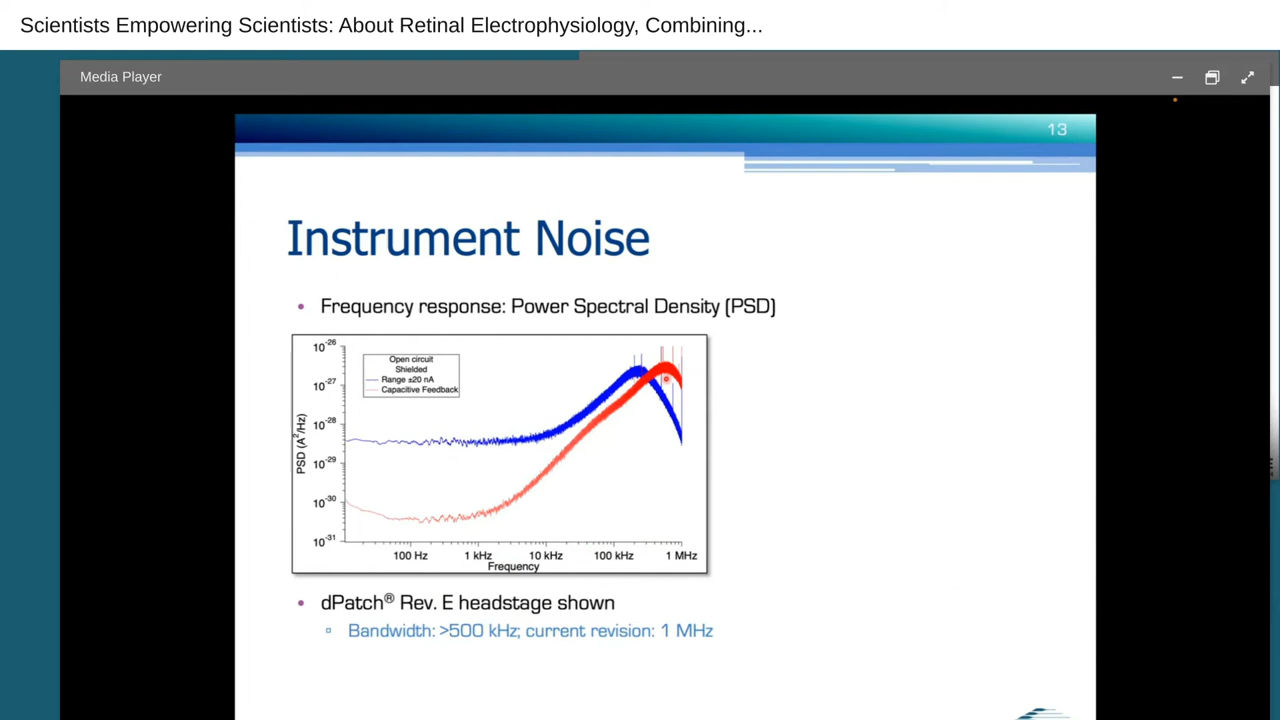 Scientists Empowering Scientists: About Retinal Electrophysiology, Combining...
Media Player
13
Instrument Noise
• Frequency response: Power Spectral Density (PSD)
Open circuit
Shielded
Range ±20 nA
Capacitive Feedback
PSD (A²/Hz)
10⁻²⁶
10⁻²⁷
10⁻²⁸
10⁻²⁹
10⁻³⁰
10⁻³¹
100 Hz 1 kHz 10 kHz 100 kHz 1 MHz
Frequency
• dPatch® Rev. E headstage shown
▫ Bandwidth: >500 kHz; current revision: 1 MHz